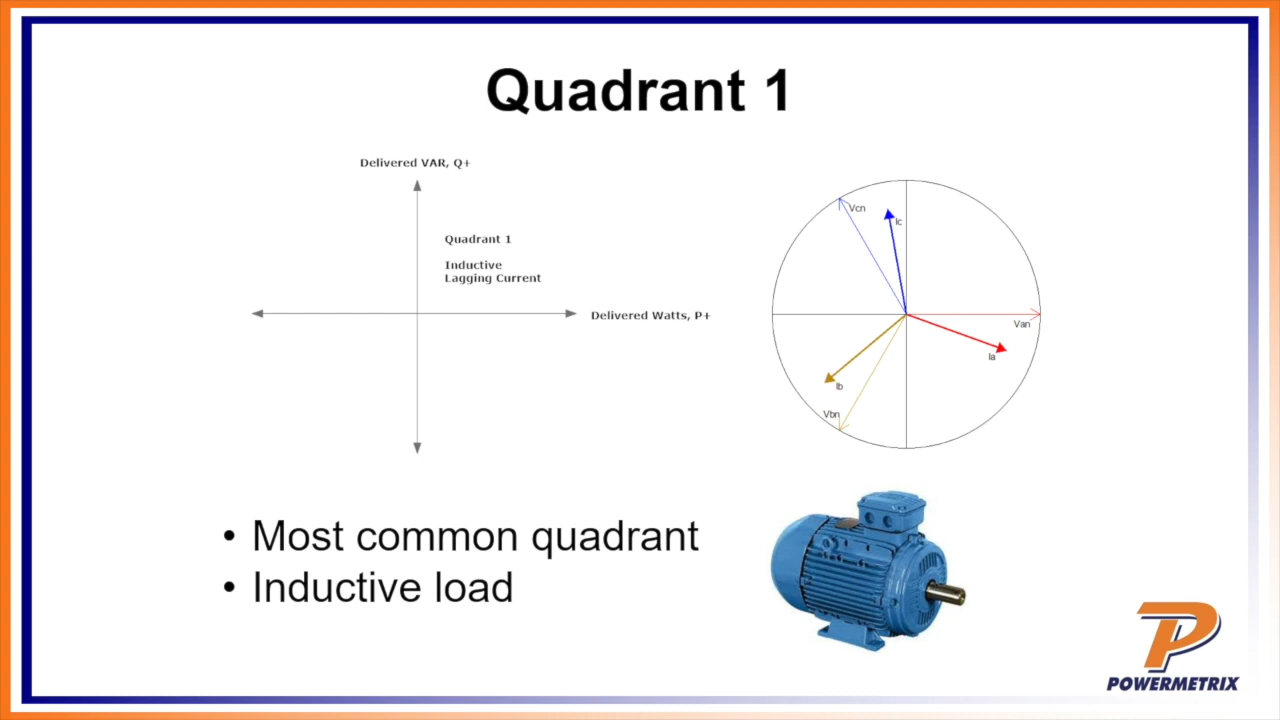 Quadrant 1
Delivered VAR, Q+
Quadrant 1
Inductive
Lagging Current
Delivered Watts, P+
Vcn
Ic
Van
Ia
Ib
Vbn
• Most common quadrant
• Inductive load
POWERMETRIX